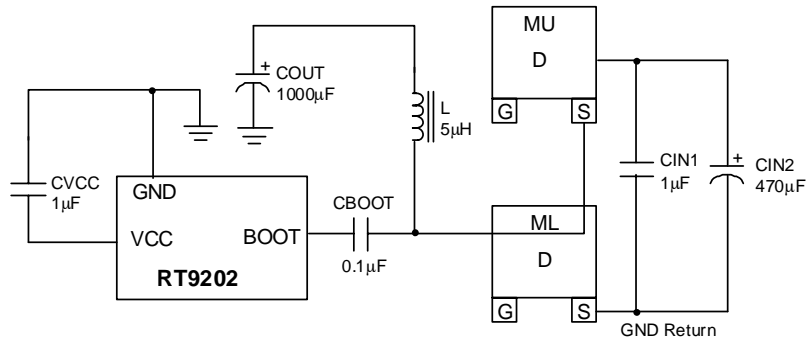 MU
D
G
S
+
COUT
1000µF
L
5µH
CIN1
1µF
+
CIN2
470µF
CVCC
1µF
GND
VCC
BOOT
RT9202
CBOOT
0.1µF
ML
D
G
S
GND Return